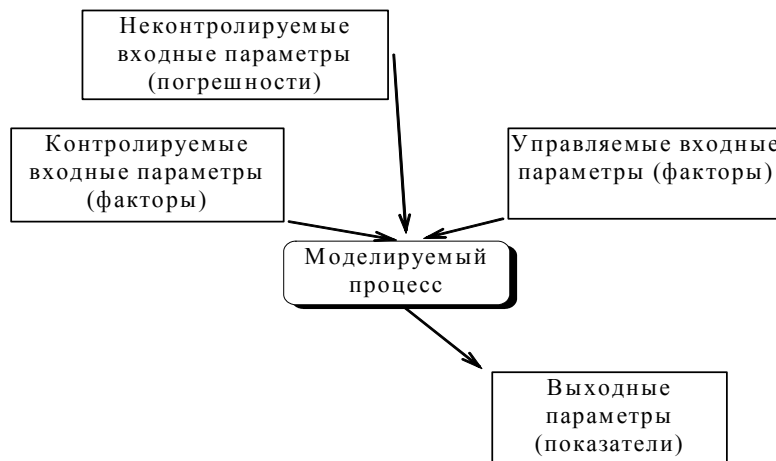 Неконтролируемые
входные параметры
(погрешности)
Контролируемые
входные параметры
(факторы)
Управляемые входные
параметры (факторы)
Моделируемый
процесс
Выходные
параметры
(показатели)